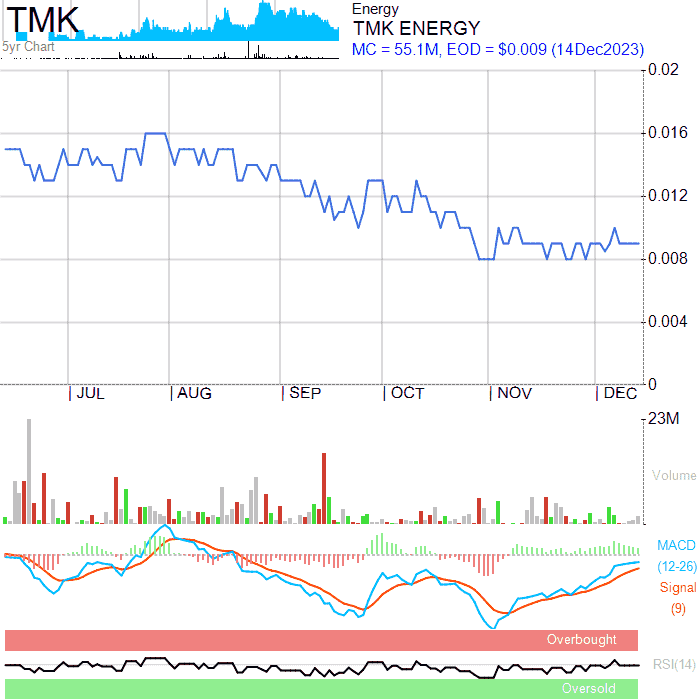 TMK
5yr Chart
Energy
TMK ENERGY
MC = 55.1M, EOD = $0.009 (14Dec2023)
0.02
0.016
0.012
0.008
0.004
0
JUL AUG SEP OCT NOV DEC
23M
Volume
MACD
(12-26)
Signal
(9)
Overbought
RSI(14)
Oversold